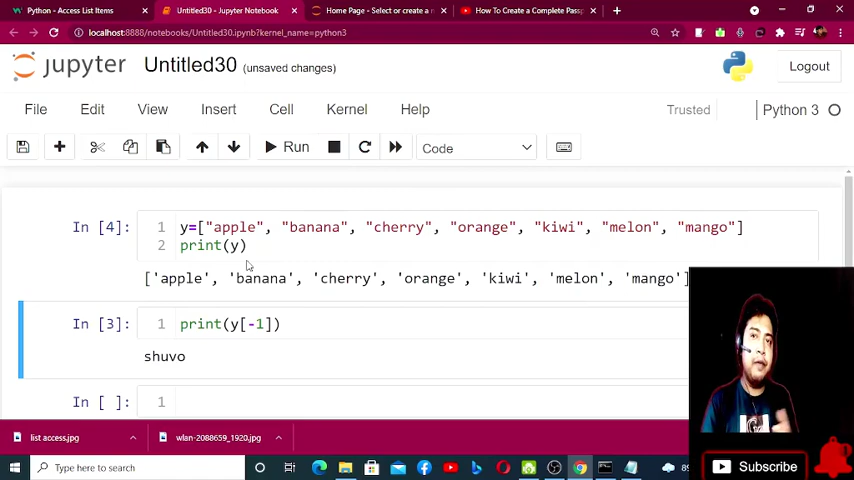 Python - Access List Items
Untitled30 - Jupyter Notebook
Home Page - Select or create a n
How To Create a Complete Passp
localhost:8888/notebooks/Untitled30.ipynb?kernel_name=python3
jupyter Untitled30 (unsaved changes)
Logout
File Edit View Insert Cell Kernel Help
Trusted
Python 3
Run
Code
In [4]:
1 y=["apple", "banana", "cherry", "orange", "kiwi", "melon", "mango"]
2 print(y)
['apple', 'banana', 'cherry', 'orange', 'kiwi', 'melon', 'mango']
In [3]:
1 print(y[-1])
shuvo
In [ ]:
1
list access.jpg
wlan-2088659_1920.jpg
Type here to search
Subscribe